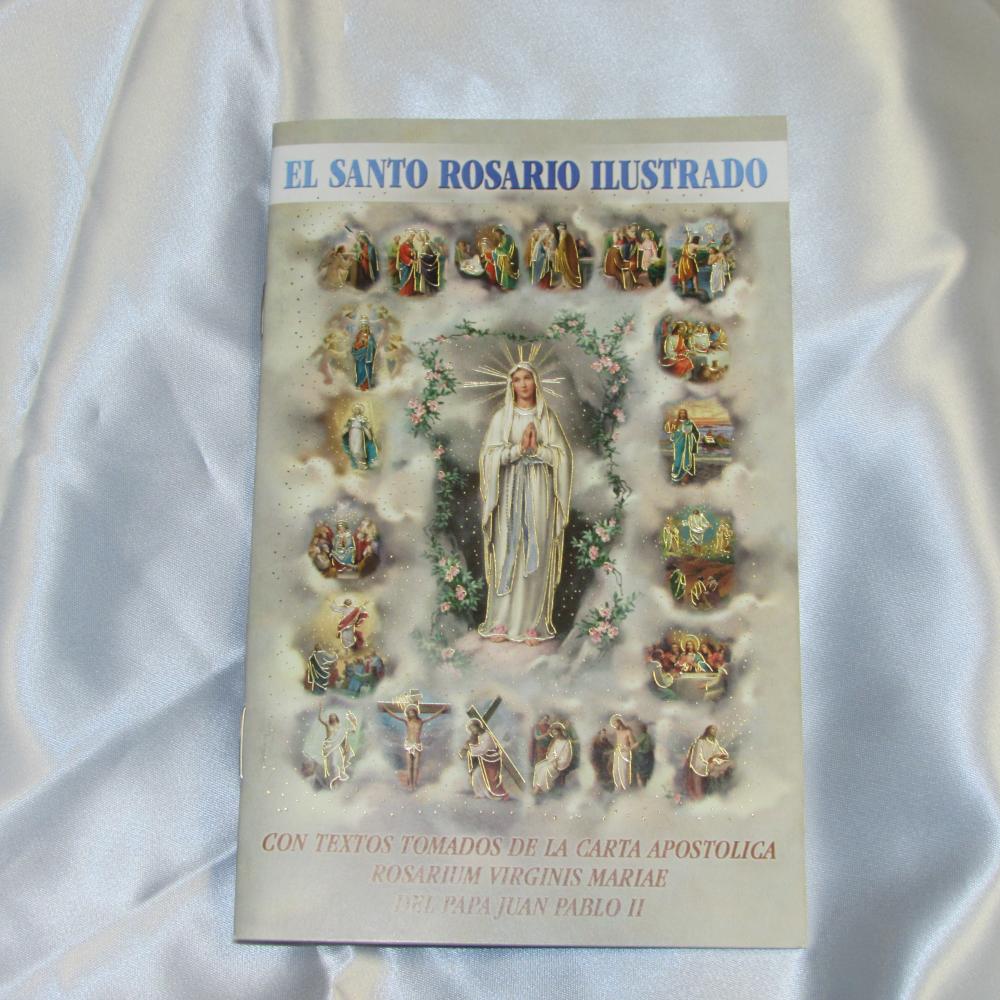 EL SANTO ROSARIO ILUSTRADO
CON TEXTOS TOMADOS DE LA CARTA APOSTOLICA
ROSARIUM VIRGINIS MARIAE
DEL PAPA JUAN PABLO II